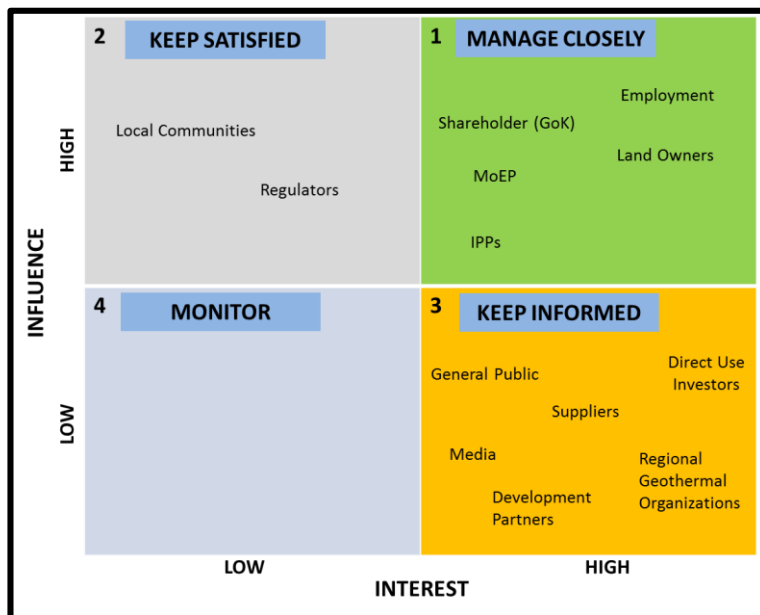 2
KEEP SATISFIED
Local Communities
Regulators
1
MANAGE CLOSELY
Employment
Shareholder (GoK)
Land Owners
MoEP
IPPs
HIGH
INFLUENCE
LOW
4
MONITOR
3
KEEP INFORMED
Direct Use
Investors
General Public
Suppliers
Media
Regional
Geothermal
Organizations
Development
Partners
LOW
HIGH
INTEREST